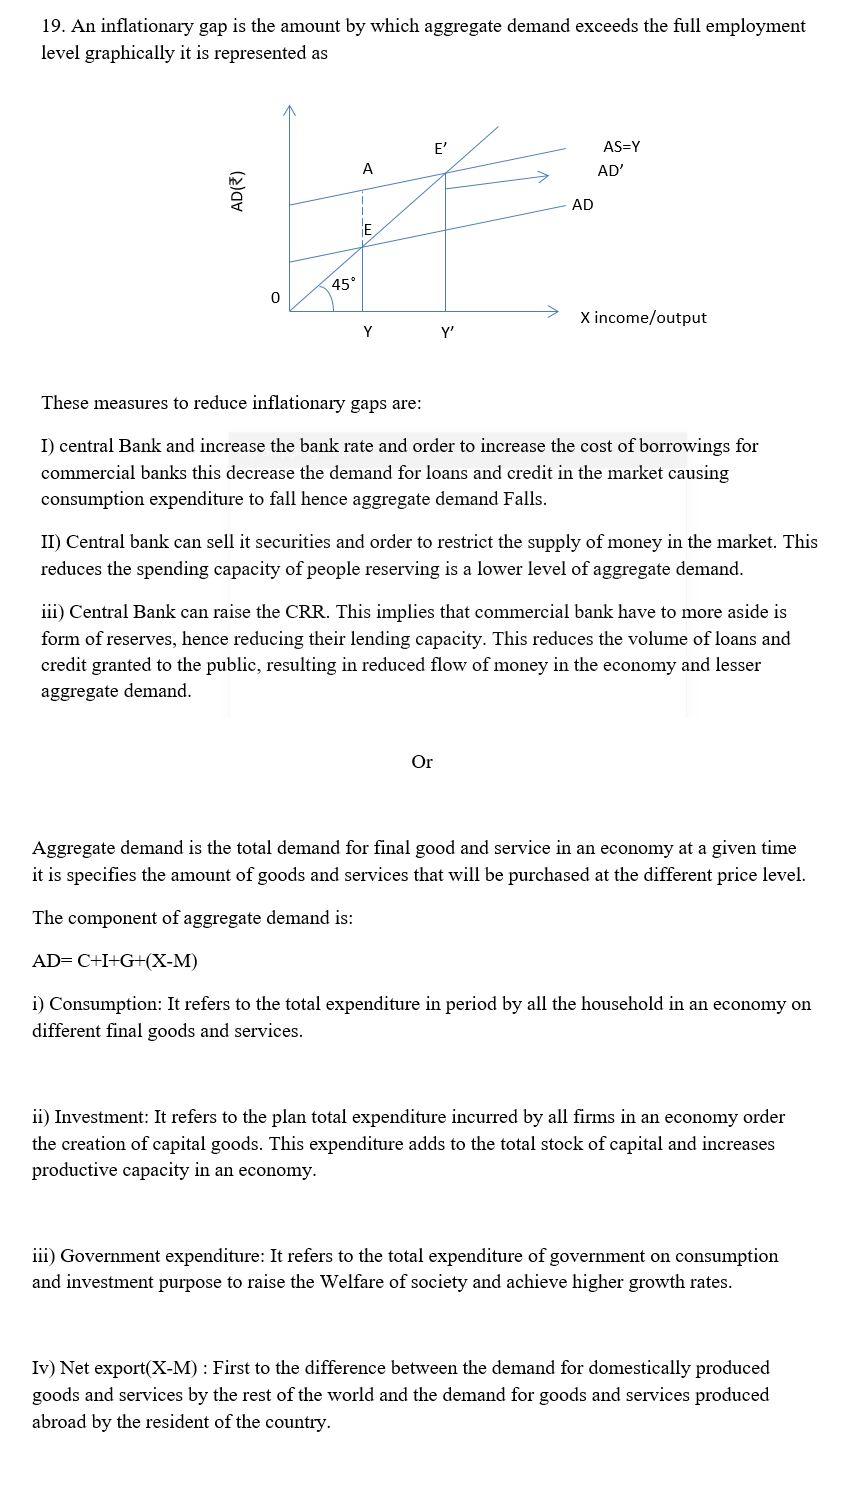 19. An inflationary gap is the amount by which aggregate demand exceeds the full employment
level graphically it is represented as
E’
AS=Y
A
AD’
AD(₹)
AD
E
45°
0
X income/output
Y
Y’
These measures to reduce inflationary gaps are:
I) central Bank and increase the bank rate and order to increase the cost of borrowings for
commercial banks this decrease the demand for loans and credit in the market causing
consumption expenditure to fall hence aggregate demand Falls.
II) Central bank can sell it securities and order to restrict the supply of money in the market. This
reduces the spending capacity of people reserving is a lower level of aggregate demand.
iii) Central Bank can raise the CRR. This implies that commercial bank have to more aside is
form of reserves, hence reducing their lending capacity. This reduces the volume of loans and
credit granted to the public, resulting in reduced flow of money in the economy and lesser
aggregate demand.
Or
Aggregate demand is the total demand for final good and service in an economy at a given time
it is specifies the amount of goods and services that will be purchased at the different price level.
The component of aggregate demand is:
AD= C+I+G+(X-M)
i) Consumption: It refers to the total expenditure in period by all the household in an economy on
different final goods and services.
ii) Investment: It refers to the plan total expenditure incurred by all firms in an economy order
the creation of capital goods. This expenditure adds to the total stock of capital and increases
productive capacity in an economy.
iii) Government expenditure: It refers to the total expenditure of government on consumption
and investment purpose to raise the Welfare of society and achieve higher growth rates.
Iv) Net export(X-M) : First to the difference between the demand for domestically produced
goods and services by the rest of the world and the demand for goods and services produced
abroad by the resident of the country.